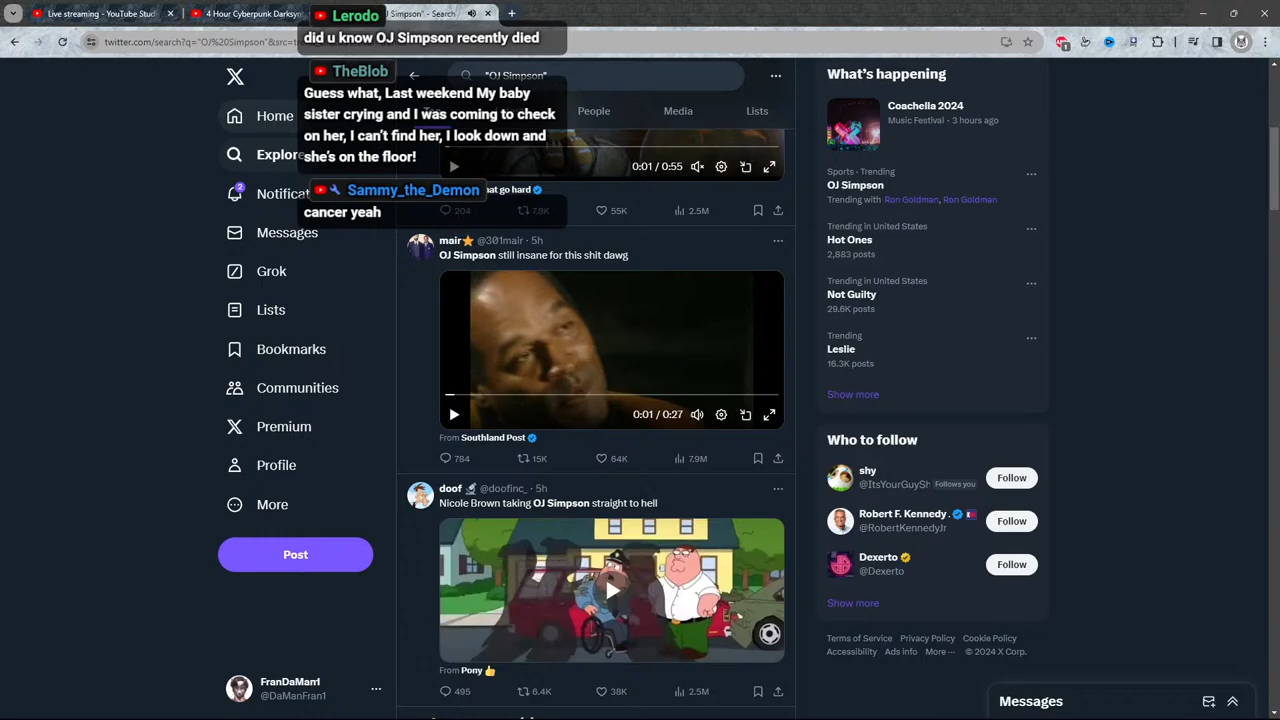 Live streaming - YouTube Studio
4 Hour Cyberpunk Darksyn
OJ Simpson" - Search
twitter.com/search?q="OJ%20Simpson"&src=t
Lerodo
did u know OJ Simpson recently died
TheBlob
Guess what, Last weekend My baby
sister crying and I was coming to check
on her, I can't find her, I look down and
she's on the floor!
Sammy_the_Demon
cancer yeah
Home
Explore
Notificat
2
Messages
Grok
Lists
Bookmarks
Communities
Premium
Profile
More
Post
FranDaMan1
@DaManFran1
"OJ Simpson"
People
Media
Lists
0:01 / 0:55
hat go hard
204
7.8K
55K
2.5M
mair⭐ @301mair · 5h
OJ Simpson still insane for this shit dawg
0:01 / 0:27
From Southland Post
784
15K
64K
7.9M
doof 🔬 @doofinc_ · 5h
Nicole Brown taking OJ Simpson straight to hell
From Pony 👍
495
6.4K
38K
2.5M
What's happening
Coachella 2024
Music Festival · 3 hours ago
Sports · Trending
OJ Simpson
Trending with Ron Goldman, Ron Goldman
Trending in United States
Hot Ones
2,883 posts
Trending in United States
Not Guilty
29.6K posts
Trending
Leslie
16.3K posts
Show more
Who to follow
shy
@ItsYourGuySh Follows you
Follow
Robert F. Kennedy .
@RobertKennedyJr
Follow
Dexerto
@Dexerto
Follow
Show more
Terms of Service Privacy Policy Cookie Policy
Accessibility Ads info More ··· © 2024 X Corp.
Messages